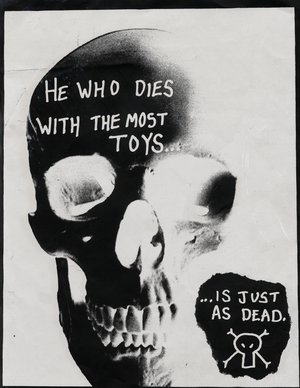 HE WHO DIES
WITH THE MOST
TOYS...
...IS JUST
AS DEAD.